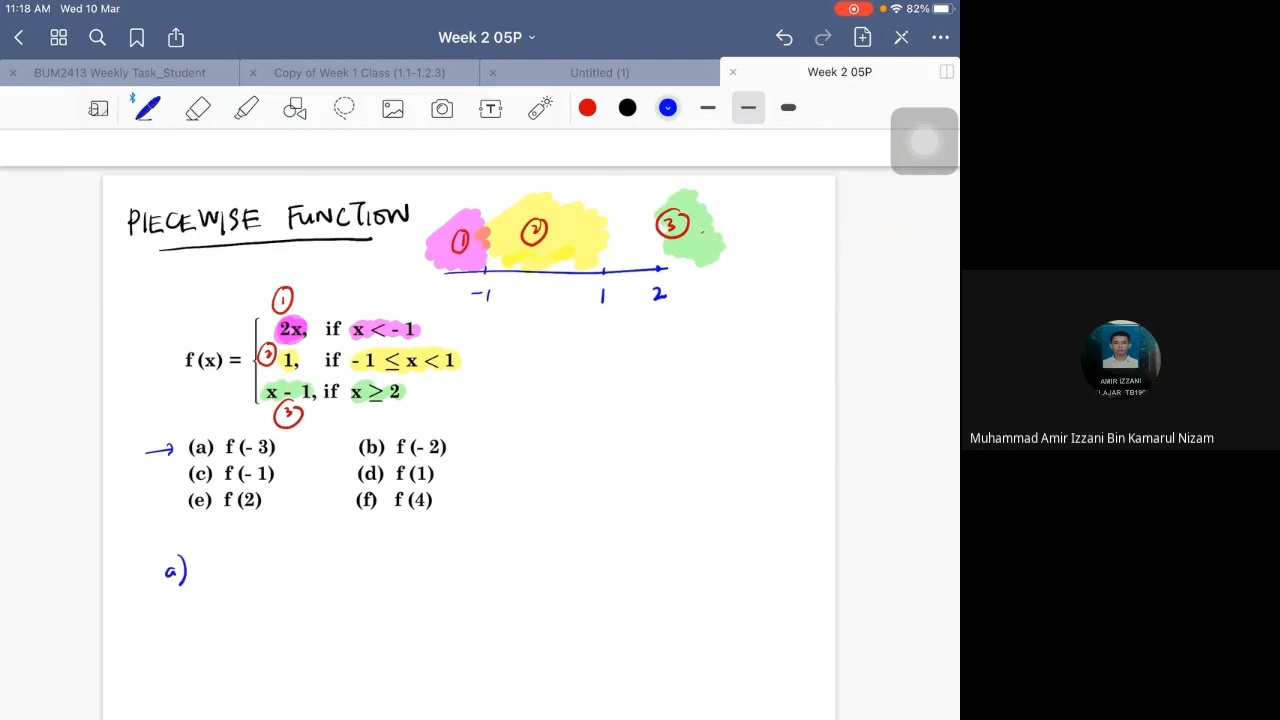 11:18 AM Wed 10 Mar
82%
Week 2 05P
BUM2413 Weekly Task_Student
Copy of Week 1 Class (1.1-1.2.3)
Untitled (1)
Week 2 05P
PIECEWISE FUNCTION
1 2 3
-1 1 2
1
2x, if x < - 1
f (x) = 2 1, if - 1 ≤ x < 1
x - 1, if x ≥ 2
3
→ (a) f (- 3) (b) f (- 2)
(c) f (- 1) (d) f (1)
(e) f (2) (f) f (4)
a)
AMIR IZZANI
Muhammad Amir Izzani Bin Kamarul Nizam